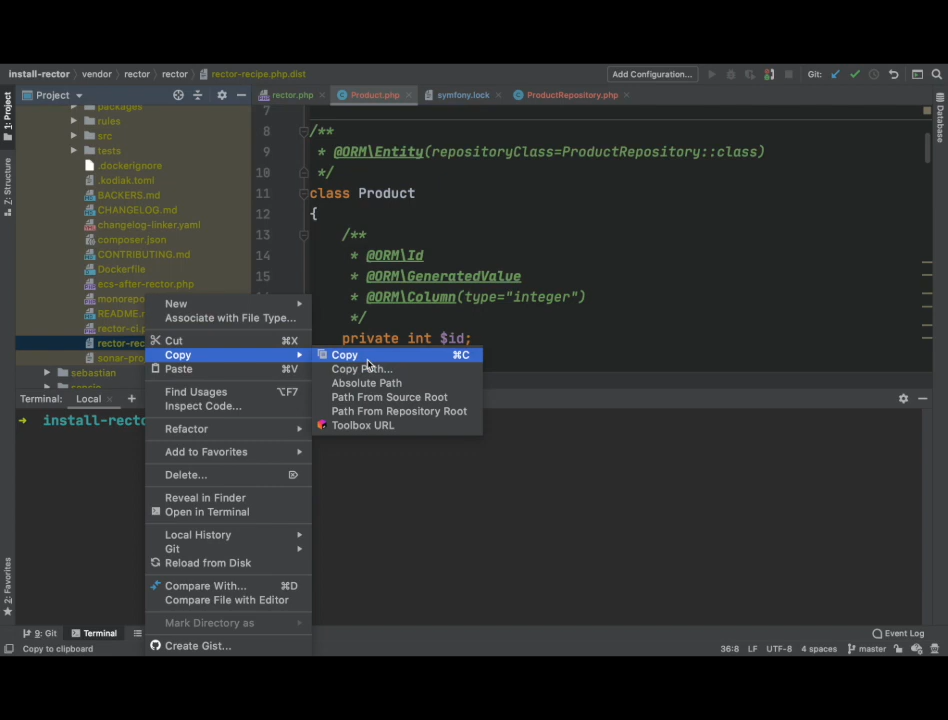 install-rector vendor rector rector rector-recipe.php.dist
Add Configuration...
Git:
1: Project
Z: Structure
2: Favorites
Database
Project
packages
rules
src
tests
.dockerignore
.kodiak.toml
BACKERS.md
CHANGELOG.md
changelog-linker.yaml
composer.json
CONTRIBUTING.md
Dockerfile
ecs-after-rector.php
monorepo
README.
rector-ci.p
rector-rec
sonar-pro
sebastian
rector.php
Product.php
symfony.lock
ProductRepository.php
7
8 /**
9 * @ORM\Entity(repositoryClass=ProductRepository::class)
10 */
11 class Product
12 {
13 /**
14 * @ORM\Id
15 * @ORM\GeneratedValue
* @ORM\Column(type="integer")
*/
private int $id;
Terminal: Local +
→ install-recto
New
Associate with File Type...
Cut ⌘X
Copy
Paste ⌘V
Find Usages ⌥F7
Inspect Code...
Refactor
Add to Favorites
Delete... ⌦
Reveal in Finder
Open in Terminal
Local History
Git
Reload from Disk
Compare With... ⌘D
Compare File with Editor
Mark Directory as
Create Gist...
Copy ⌘C
Copy Path...
Absolute Path
Path From Source Root
Path From Repository Root
Toolbox URL
9: Git
Terminal
Event Log
Copy to clipboard
36:8 LF UTF-8 4 spaces master